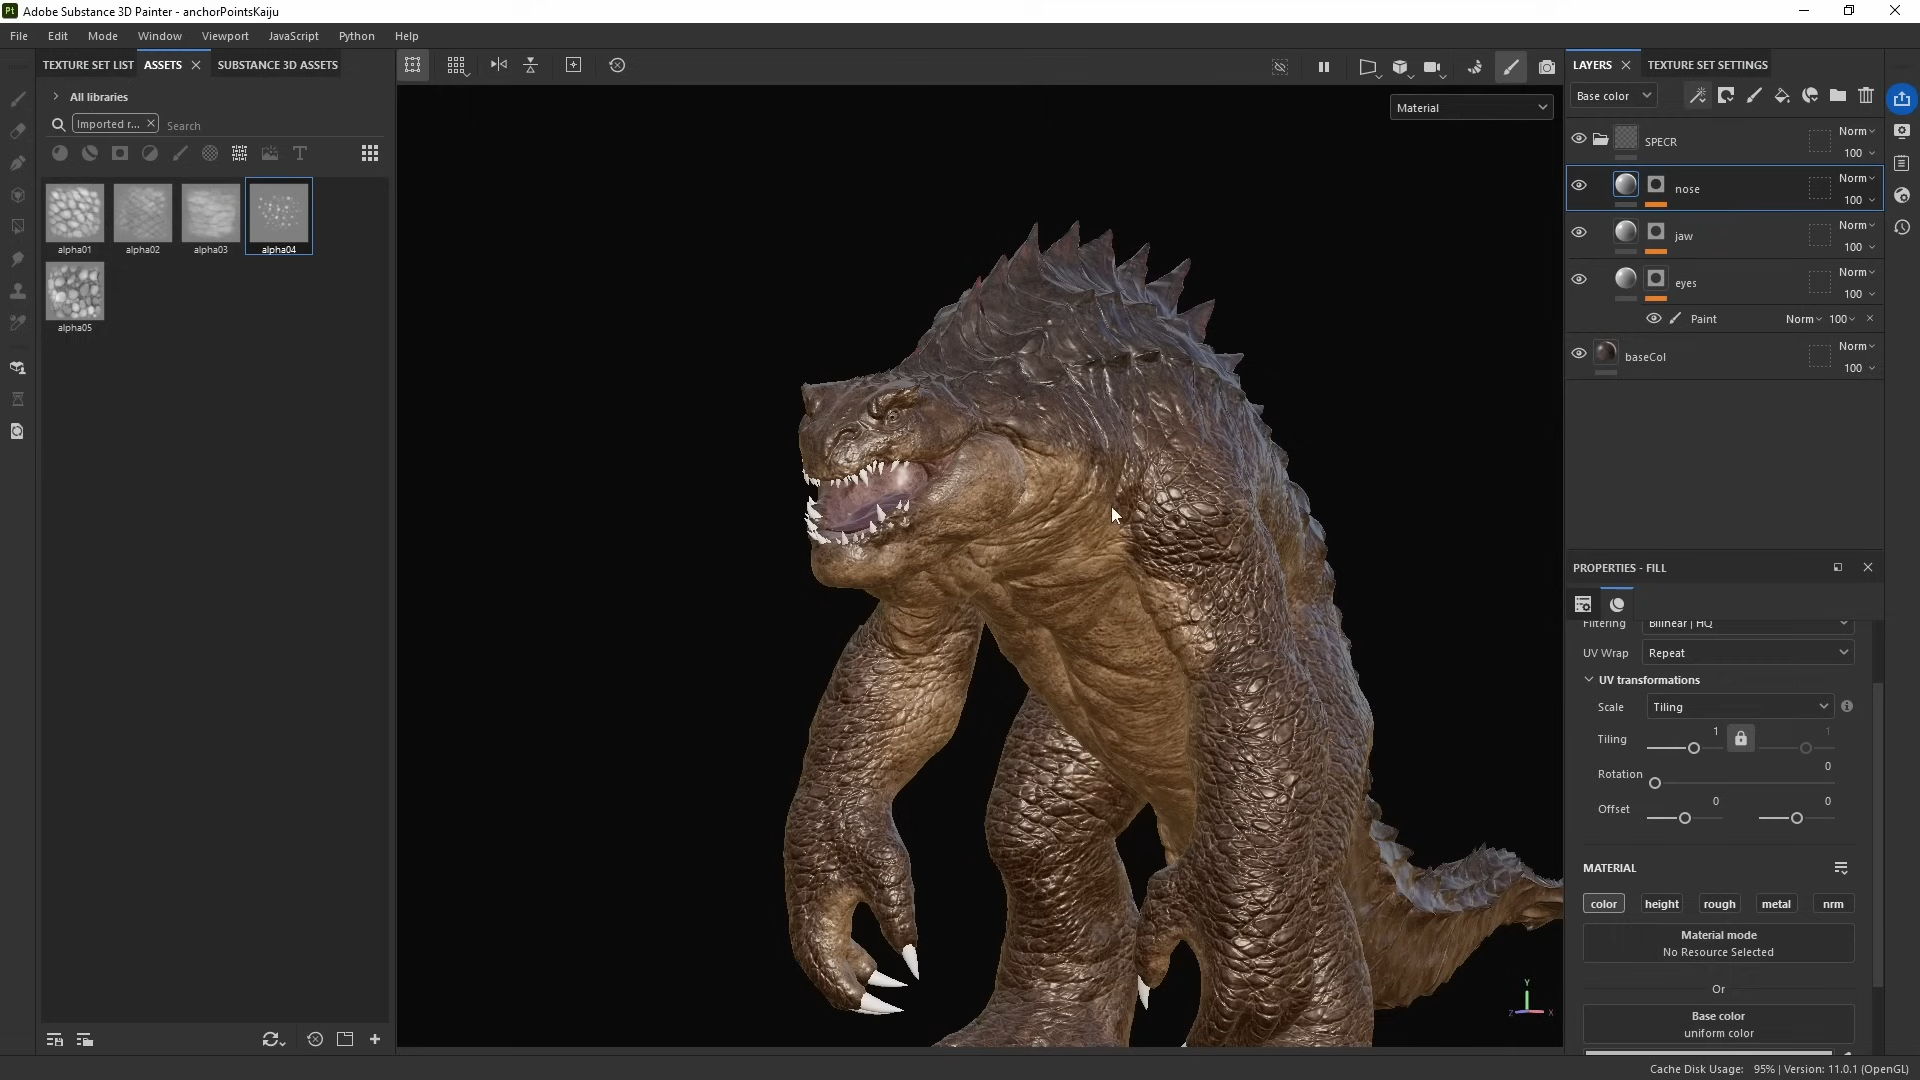 Pt Adobe Substance 3D Painter - anchorPointsKaiju
File Edit Mode Window Viewport JavaScript Python Help
TEXTURE SET LIST ASSETS SUBSTANCE 3D ASSETS
LAYERS TEXTURE SET SETTINGS
All libraries
Base color
Imported r... Search
Material
SPECR Norm 100
alpha01 alpha02 alpha03 alpha04
nose Norm 100
jaw Norm 100
eyes Norm 100
Paint Norm 100
alpha05
baseCol Norm 100
PROPERTIES - FILL
Filtering Bilinear | HQ
UV Wrap Repeat
UV transformations
Scale Tiling
Tiling 1 1
Rotation 0
Offset 0 0
MATERIAL
color height rough metal nrm
Material mode
No Resource Selected
Or
Base color
uniform color
Y
Z X
Cache Disk Usage: 95% | Version: 11.0.1 (OpenGL)